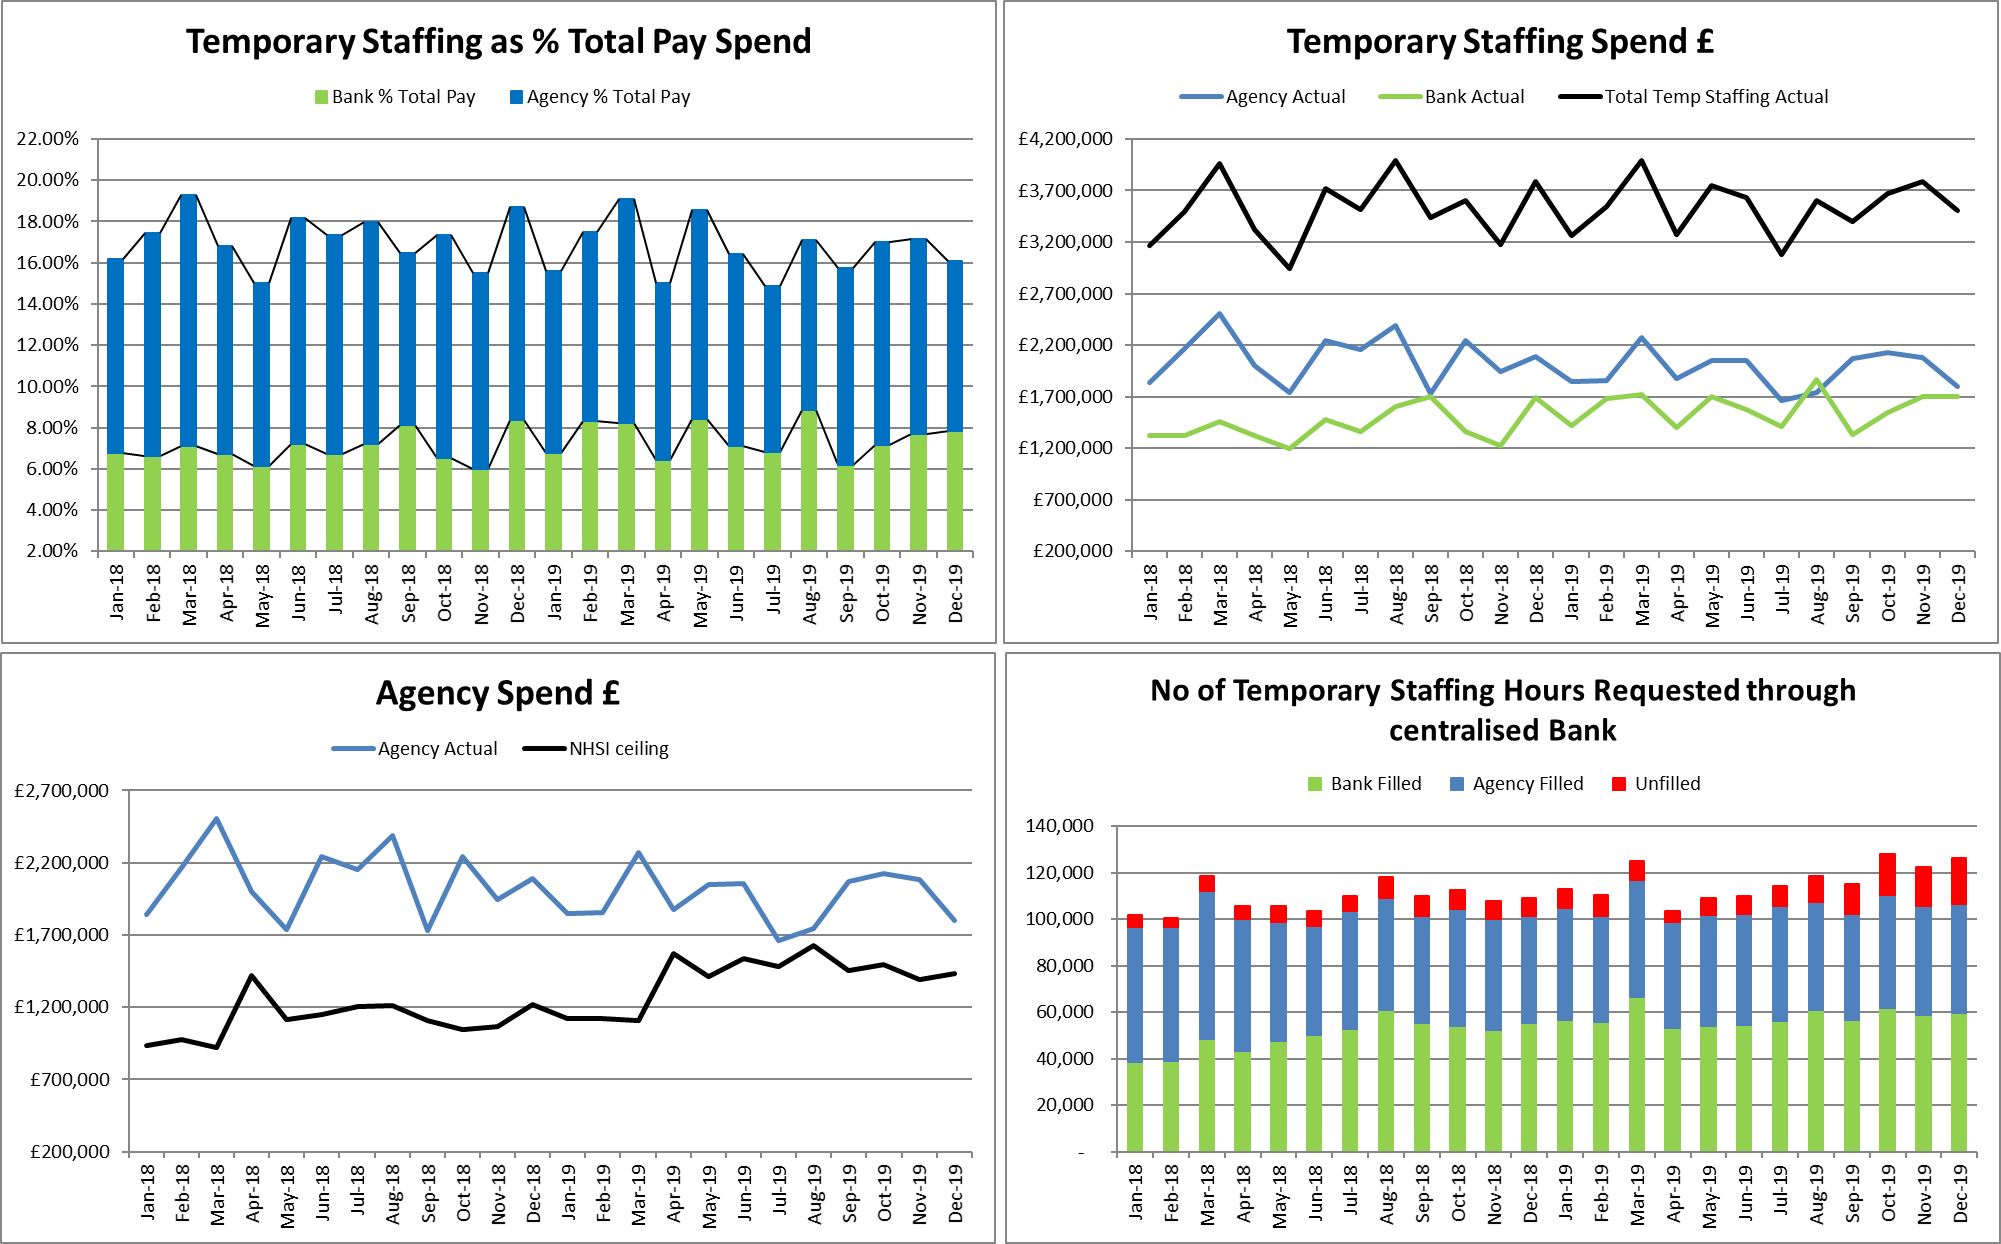 Temporary Staffing as % Total Pay Spend
Bank % Total Pay Agency % Total Pay
22.00%
20.00%
18.00%
16.00%
14.00%
12.00%
10.00%
8.00%
6.00%
4.00%
2.00%
Jan-18 Feb-18 Mar-18 Apr-18 May-18 Jun-18 Jul-18 Aug-18 Sep-18 Oct-18 Nov-18 Dec-18 Jan-19 Feb-19 Mar-19 Apr-19 May-19 Jun-19 Jul-19 Aug-19 Sep-19 Oct-19 Nov-19 Dec-19
Temporary Staffing Spend £
Agency Actual Bank Actual Total Temp Staffing Actual
£4,200,000
£3,700,000
£3,200,000
£2,700,000
£2,200,000
£1,700,000
£1,200,000
£700,000
£200,000
Jan-18 Feb-18 Mar-18 Apr-18 May-18 Jun-18 Jul-18 Aug-18 Sep-18 Oct-18 Nov-18 Dec-18 Jan-19 Feb-19 Mar-19 Apr-19 May-19 Jun-19 Jul-19 Aug-19 Sep-19 Oct-19 Nov-19 Dec-19
Agency Spend £
Agency Actual NHSI ceiling
£2,700,000
£2,200,000
£1,700,000
£1,200,000
£700,000
£200,000
Jan-18 Feb-18 Mar-18 Apr-18 May-18 Jun-18 Jul-18 Aug-18 Sep-18 Oct-18 Nov-18 Dec-18 Jan-19 Feb-19 Mar-19 Apr-19 May-19 Jun-19 Jul-19 Aug-19 Sep-19 Oct-19 Nov-19 Dec-19
No of Temporary Staffing Hours Requested through
centralised Bank
Bank Filled Agency Filled Unfilled
140,000
120,000
100,000
80,000
60,000
40,000
20,000
-
Jan-18 Feb-18 Mar-18 Apr-18 May-18 Jun-18 Jul-18 Aug-18 Sep-18 Oct-18 Nov-18 Dec-18 Jan-19 Feb-19 Mar-19 Apr-19 May-19 Jun-19 Jul-19 Aug-19 Sep-19 Oct-19 Nov-19 Dec-19